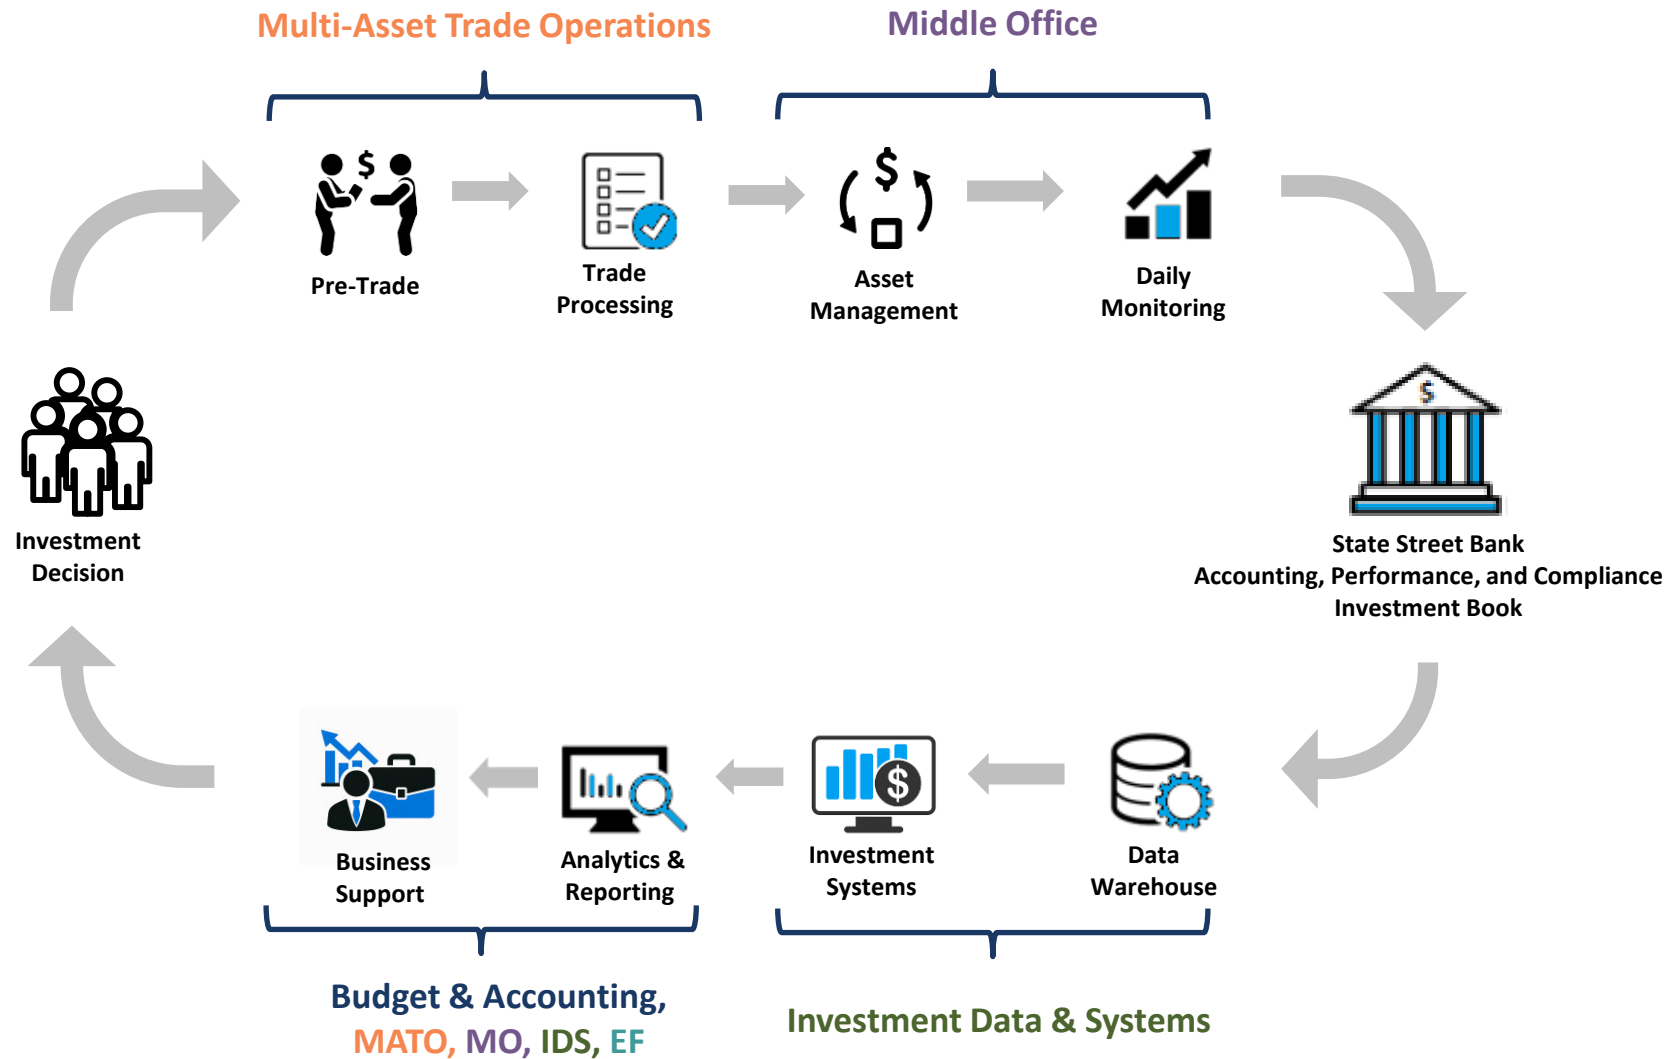 Multi-Asset Trade Operations
Middle Office
$
Pre-Trade
Trade
Processing
$
Asset
Management
Daily
Monitoring
Investment
Decision
$
State Street Bank
Accounting, Performance, and Compliance
Investment Book
Business
Support
Analytics &
Reporting
$
Investment
Systems
Data
Warehouse
Budget & Accounting,
MATO, MO, IDS, EF
Investment Data & Systems